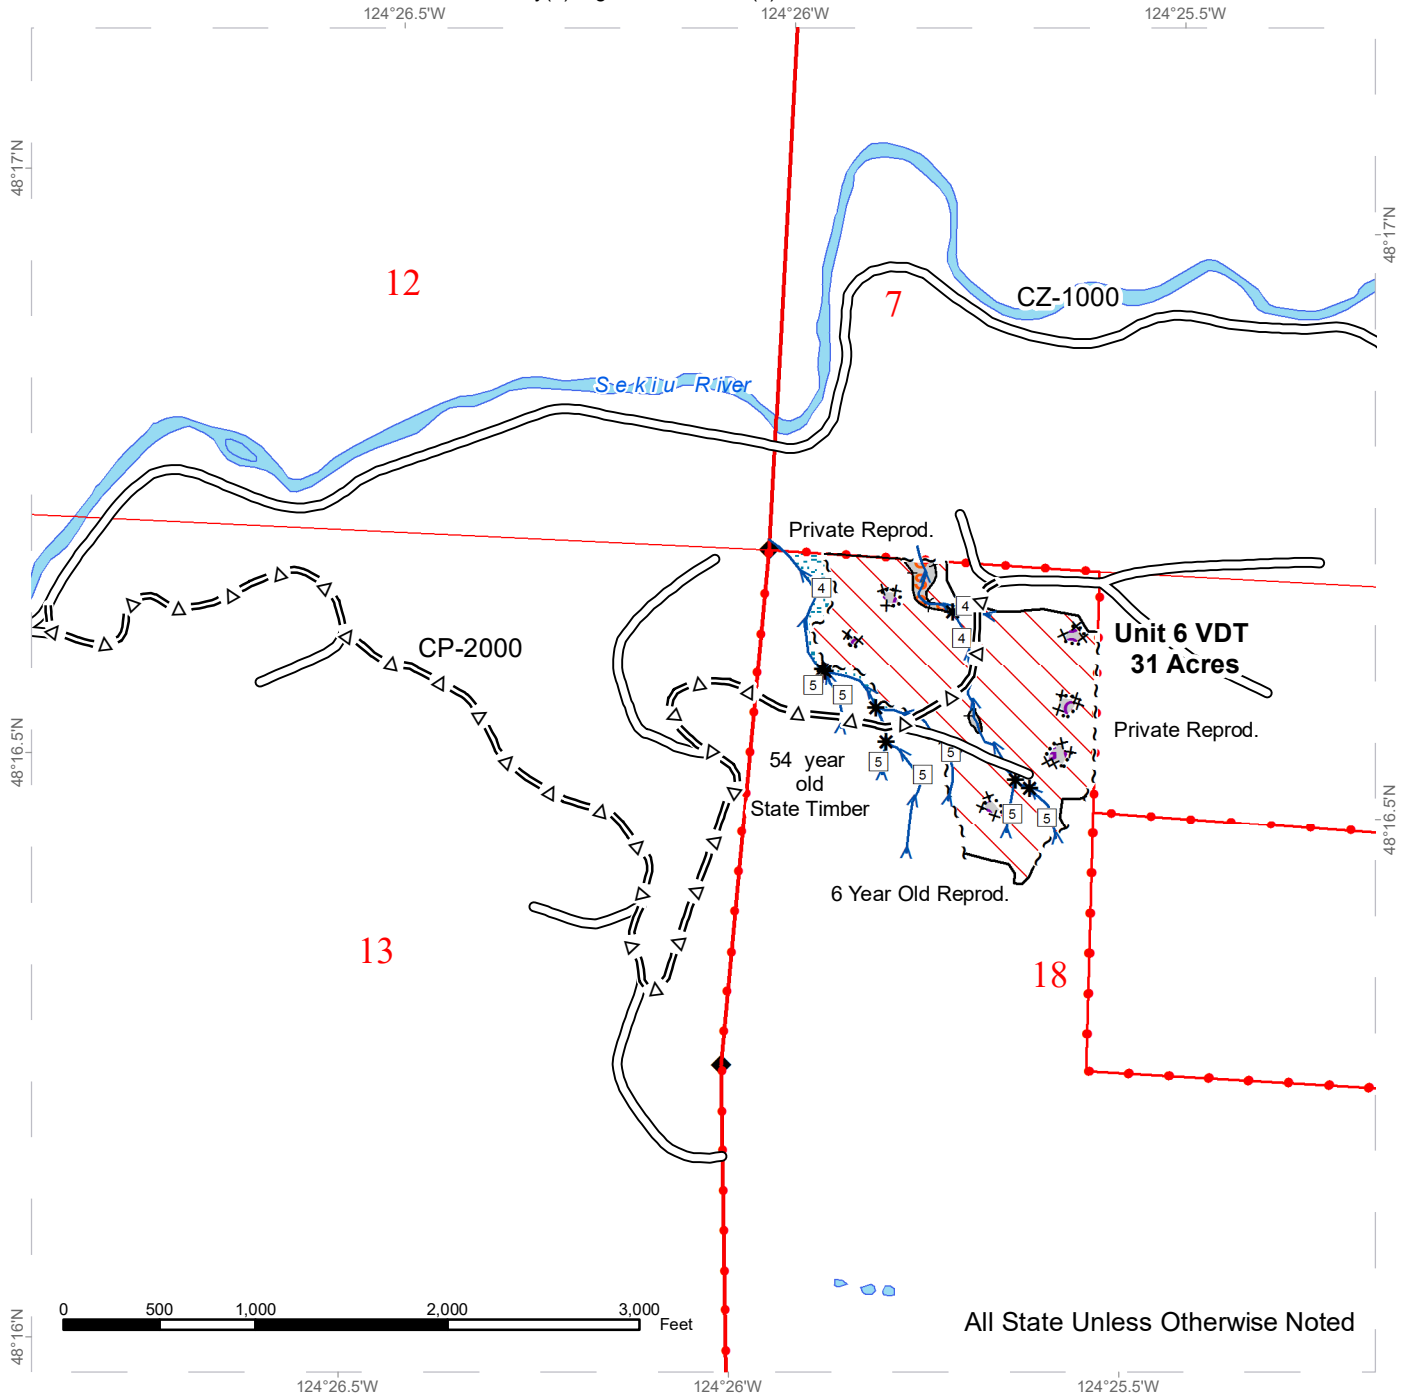 124°26.5'W
124°26'W
124°25.5'W
48°17'N
48°17'N
12
7
CZ-1000
Sekiu River
Private Reprod.
4
4
4
CP-2000
Unit 6 VDT
31 Acres
5
5
Private Reprod.
48°16.5'N
48°16.5'N
5
5
5
54 year
old
State Timber
5
5
6 Year Old Reprod.
13
18
0
500
1,000
2,000
3,000
Feet
All State Unless Otherwise Noted
48°16'N
124°26.5'W
124°26'W
124°25.5'W